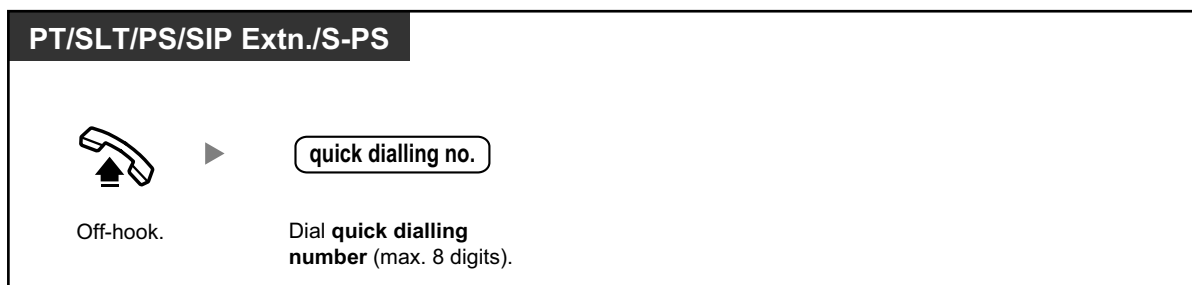 PT/SLT/PS/SIP Extn./S-PS
quick dialling no.
Off-hook.
Dial quick dialling
number (max. 8 digits).